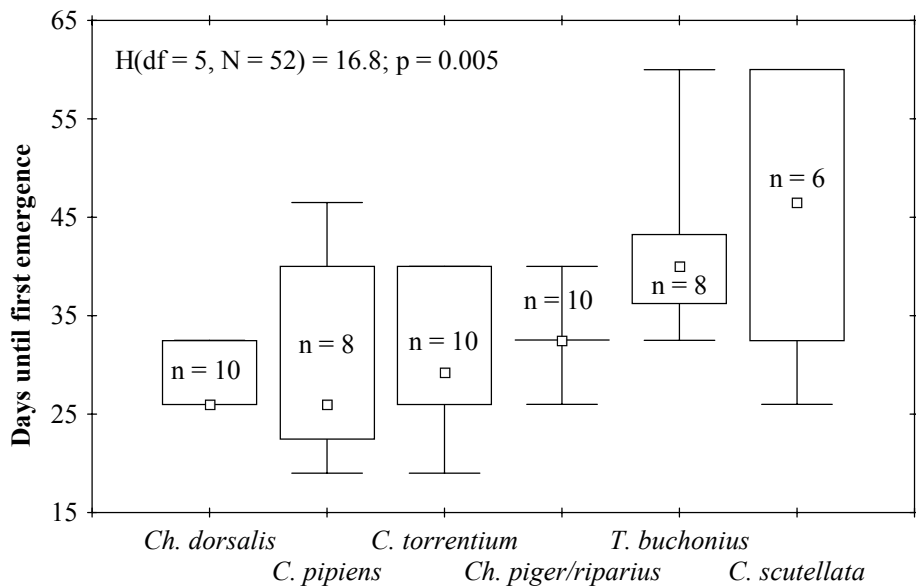 65
H(df = 5, N = 52) = 16.8; p = 0.005
55
45
35
25
15
Days until first emergence
n = 10
n = 8
n = 10
n = 10
n = 8
n = 6
Ch. dorsalis
C. pipiens
C. torrentium
Ch. piger/riparius
T. buchonius
C. scutellata